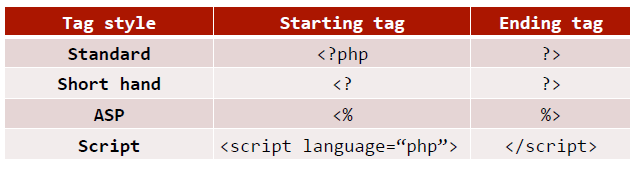 Tag style Starting tag Ending tag
Standard <?php ?>
Short hand <? ?>
ASP <% %>
Script <script language=“php”> </script>